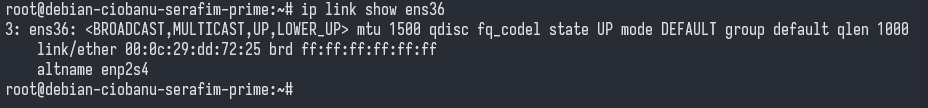 root@debian-ciobanu-serafim-prime:~# ip link show ens36
3: ens36: <BROADCAST,MULTICAST,UP,LOWER_UP> mtu 1500 qdisc fq_codel state UP mode DEFAULT group default qlen 1000
    link/ether 00:0c:29:dd:72:25 brd ff:ff:ff:ff:ff:ff
    altname enp2s4
root@debian-ciobanu-serafim-prime:~#